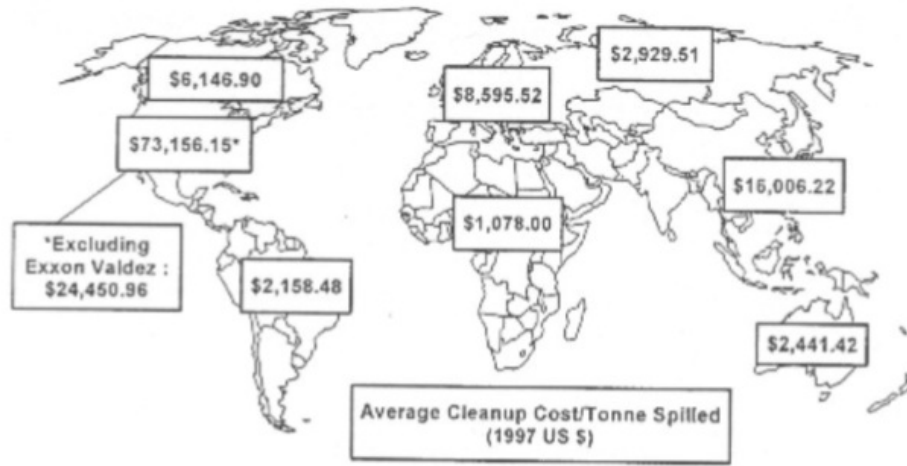 $2,929.51
$6,146.90
$8,595.52
$73,156.15*
$16,006.22
$1,078.00
*Excluding
Exxon Valdez :
$24,450.96
$2,158.48
$2,441.42
Average Cleanup Cost/Tonne Spilled
(1997 US $)